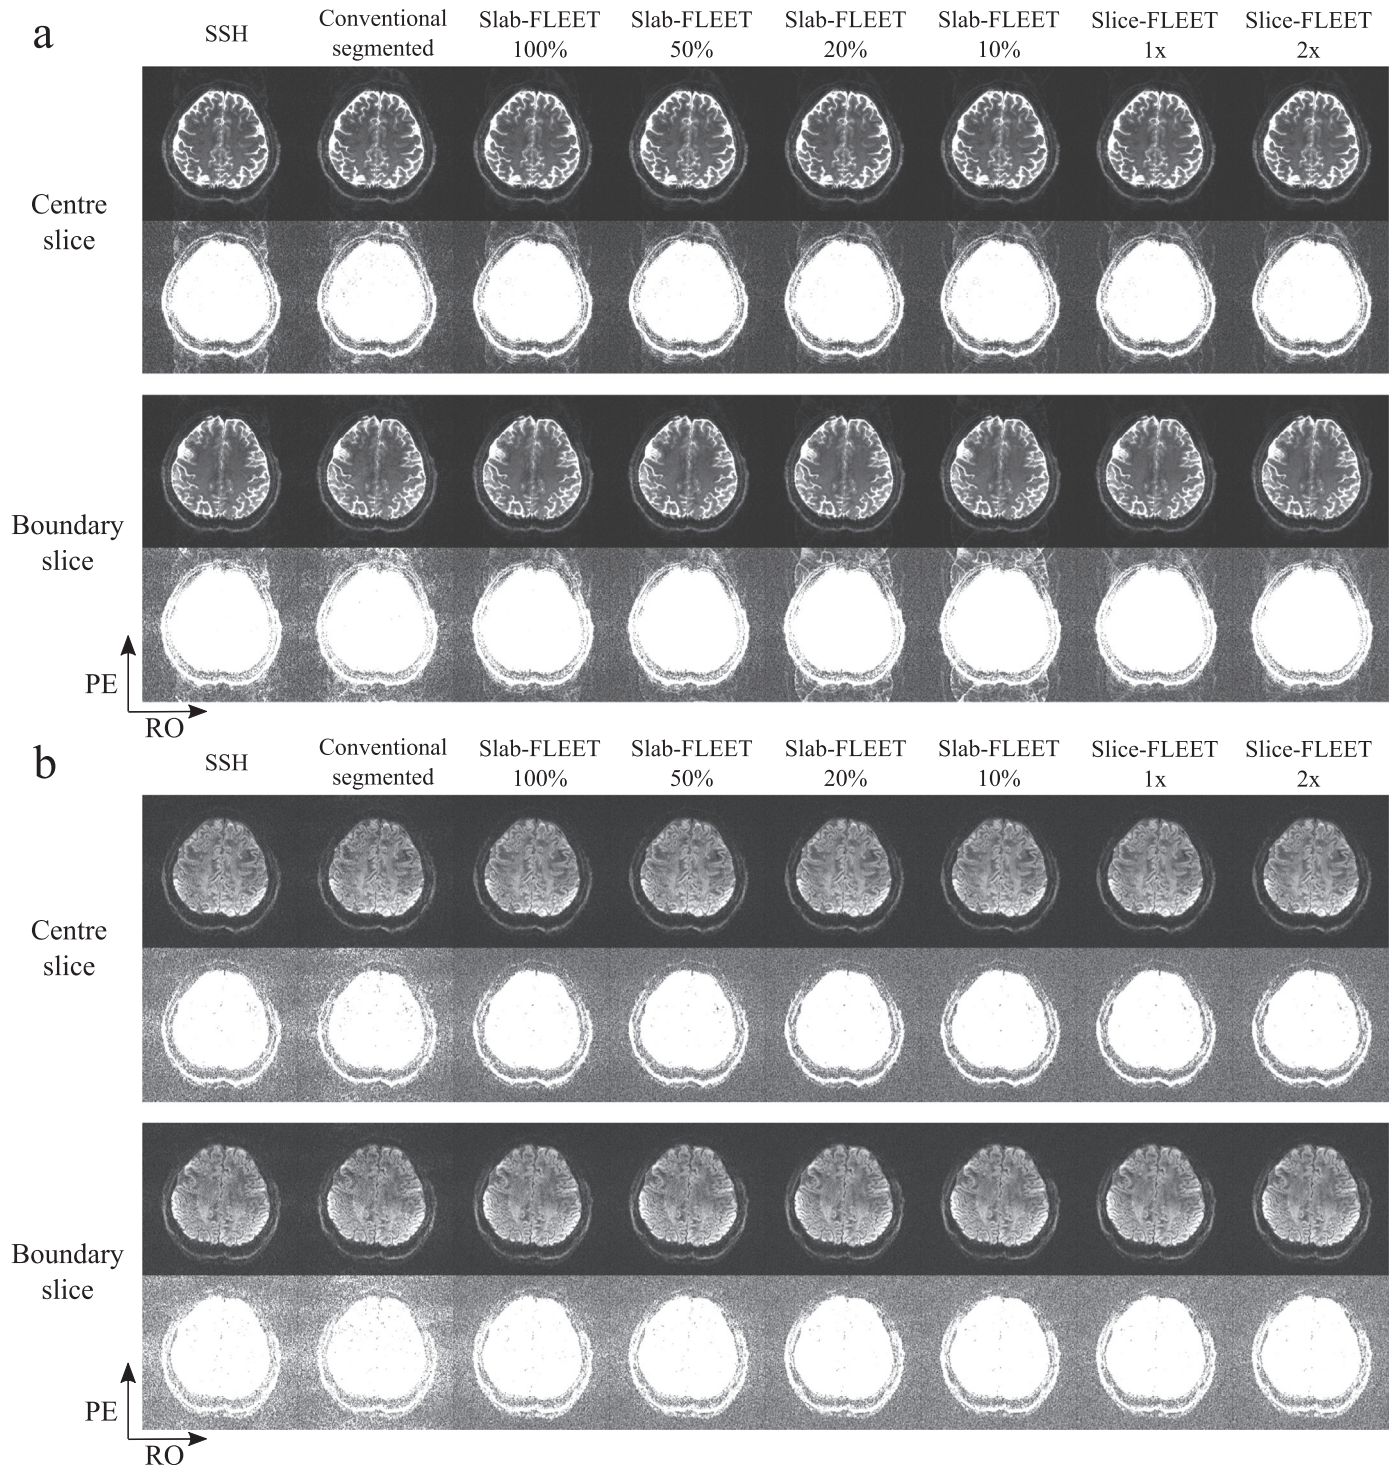 a
SSH
Conventional
segmented
Slab-FLEET
100%
Slab-FLEET
50%
Slab-FLEET
20%
Slab-FLEET
10%
Slice-FLEET
1x
Slice-FLEET
2x
Centre
slice
Boundary
slice
PE
RO
b
SSH
Conventional
segmented
Slab-FLEET
100%
Slab-FLEET
50%
Slab-FLEET
20%
Slab-FLEET
10%
Slice-FLEET
1x
Slice-FLEET
2x
Centre
slice
Boundary
slice
PE
RO